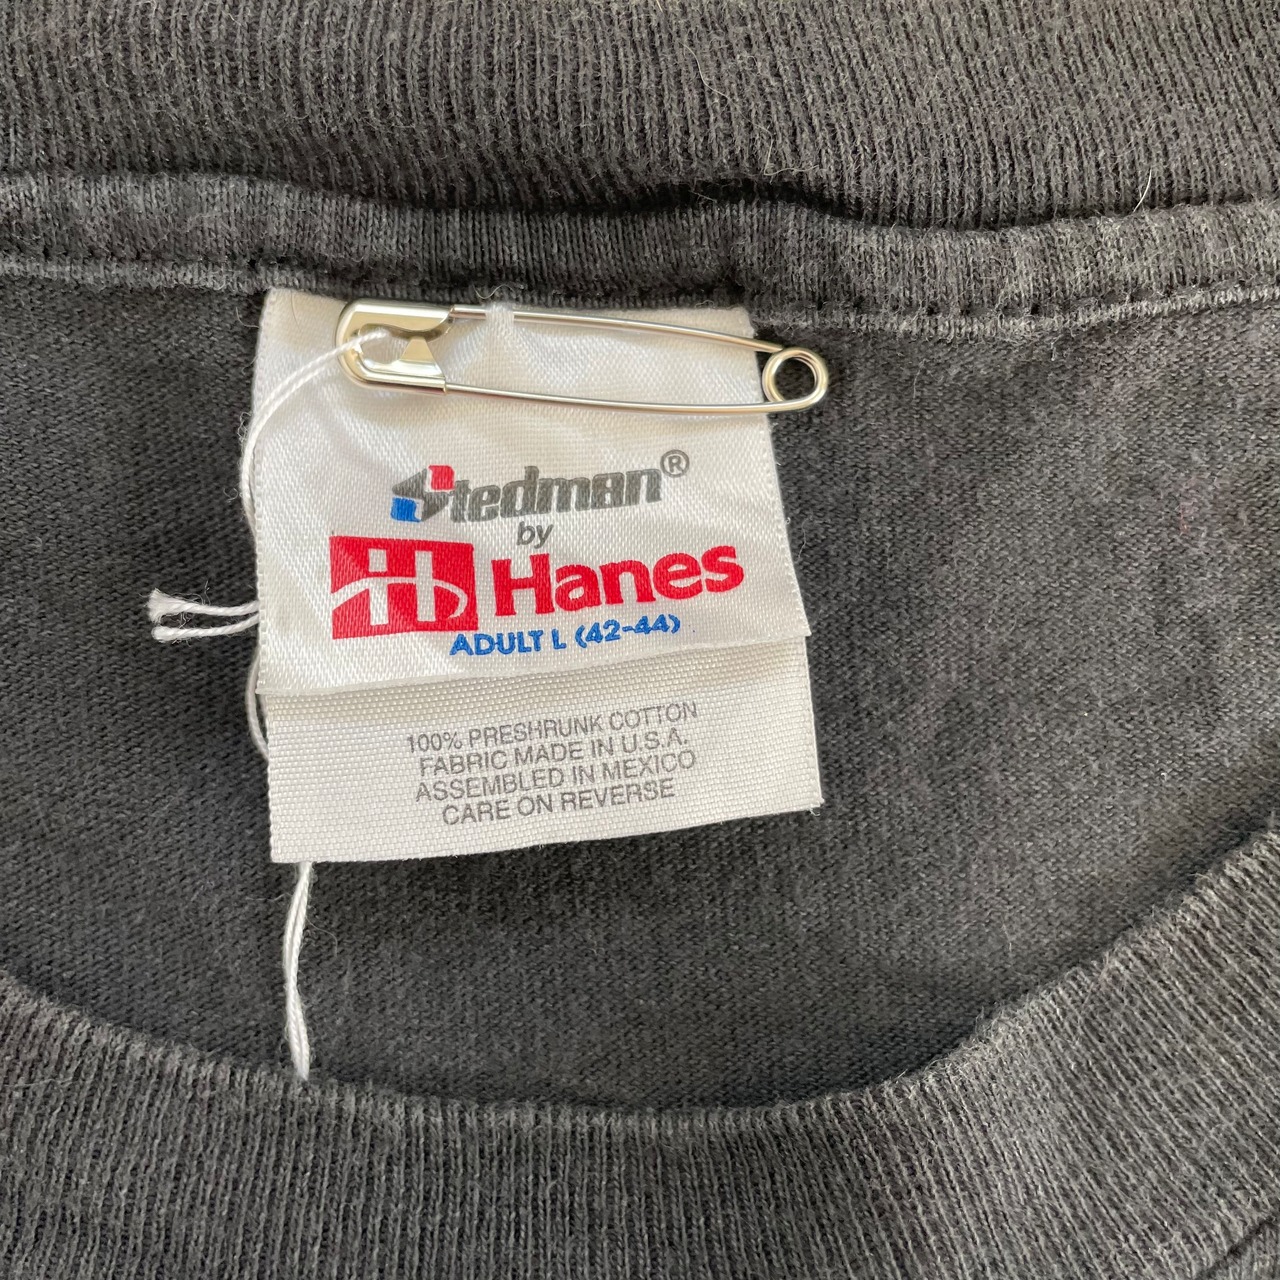 Stedman®
by
Hanes
ADULT L (42-44)
100% PRESHRUNK COTTON
FABRIC MADE IN U.S.A.
ASSEMBLED IN MEXICO
CARE ON REVERSE